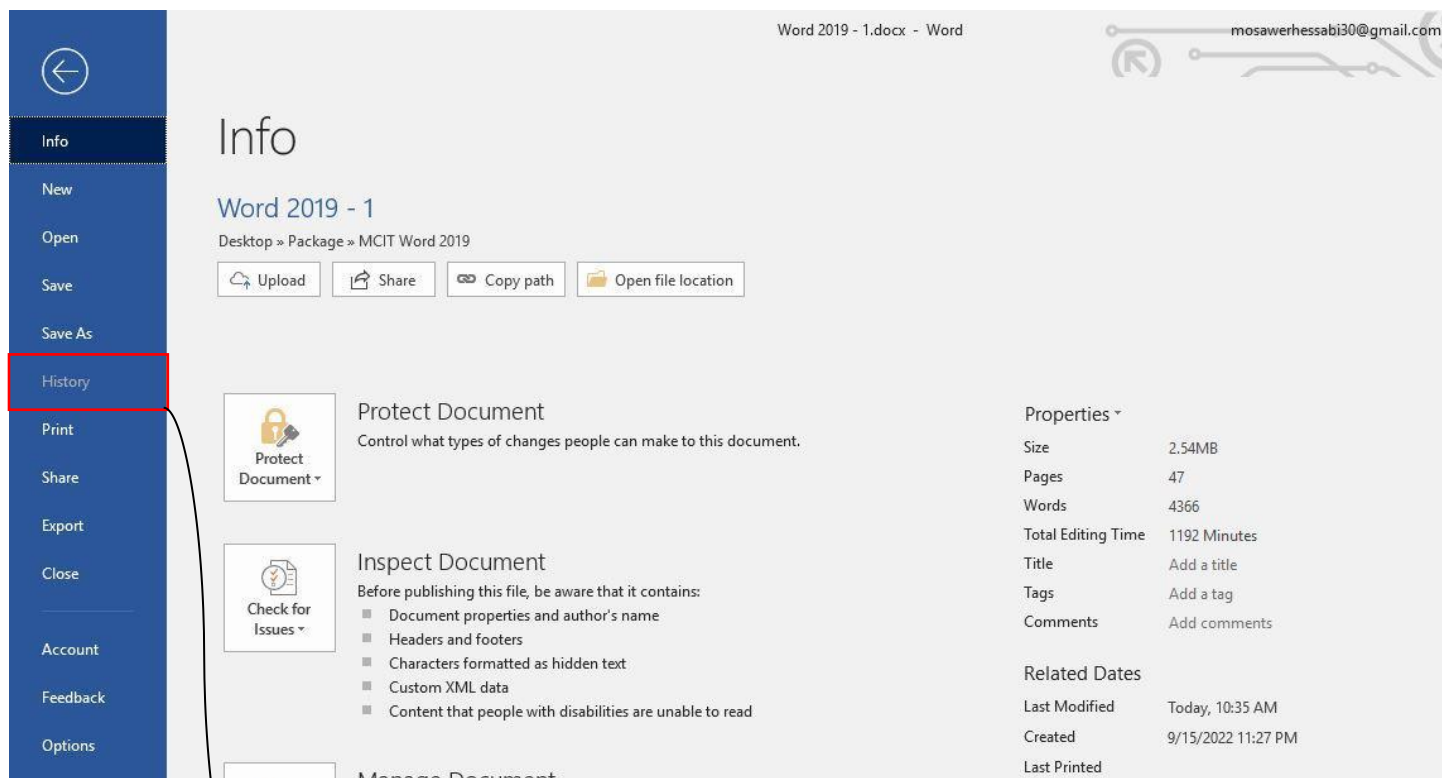 Word 2019 - 1.docx - Word
mosawerhessabi30@gmail.com
Info
New
Open
Save
Save As
History
Print
Share
Export
Close
Account
Feedback
Options
Info
Word 2019 - 1
Desktop » Package » MCIT Word 2019
Upload
Share
Copy path
Open file location
Protect Document
Protect Document
Control what types of changes people can make to this document.
Check for Issues
Inspect Document
Before publishing this file, be aware that it contains:
Document properties and author's name
Headers and footers
Characters formatted as hidden text
Custom XML data
Content that people with disabilities are unable to read
Manage Document
Properties
Size 2.54MB
Pages 47
Words 4366
Total Editing Time 1192 Minutes
Title Add a title
Tags Add a tag
Comments Add comments
Related Dates
Last Modified Today, 10:35 AM
Created 9/15/2022 11:27 PM
Last Printed